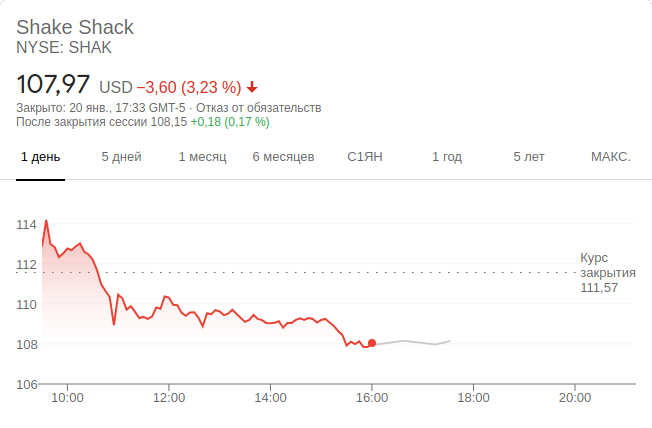 Shake Shack
NYSE: SHAK
107,97 USD −3,60 (3,23 %)
Закрыто: 20 янв., 17:33 GMT-5 · Отказ от обязательств
После закрытия сессии 108,15 +0,18 (0,17 %)
1 день 5 дней 1 месяц 6 месяцев С1ЯН 1 год 5 лет МАКС.
114
112
110
108
106
Курс
закрытия
111,57
10:00 12:00 14:00 16:00 18:00 20:00